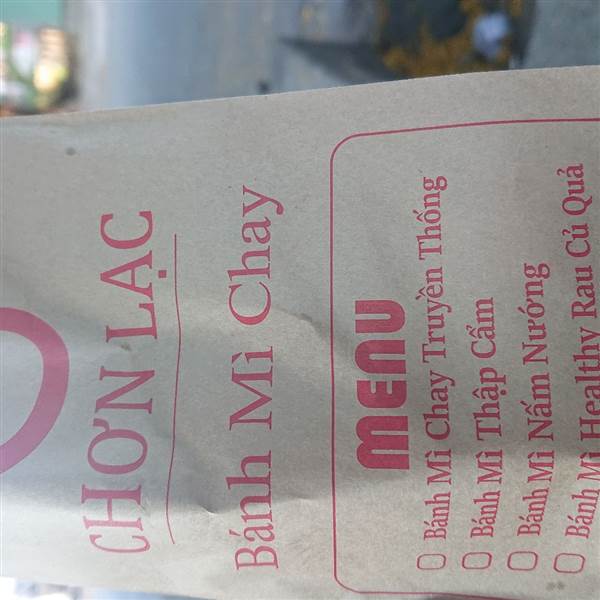 CHƠN LẠC
Bánh Mì Chay
MENU
Bánh Mì Chay Truyền Thống
Bánh Mì Thập Cẩm
Bánh Mì Nấm Nướng
Bánh Mì Healthy Rau Củ Quả